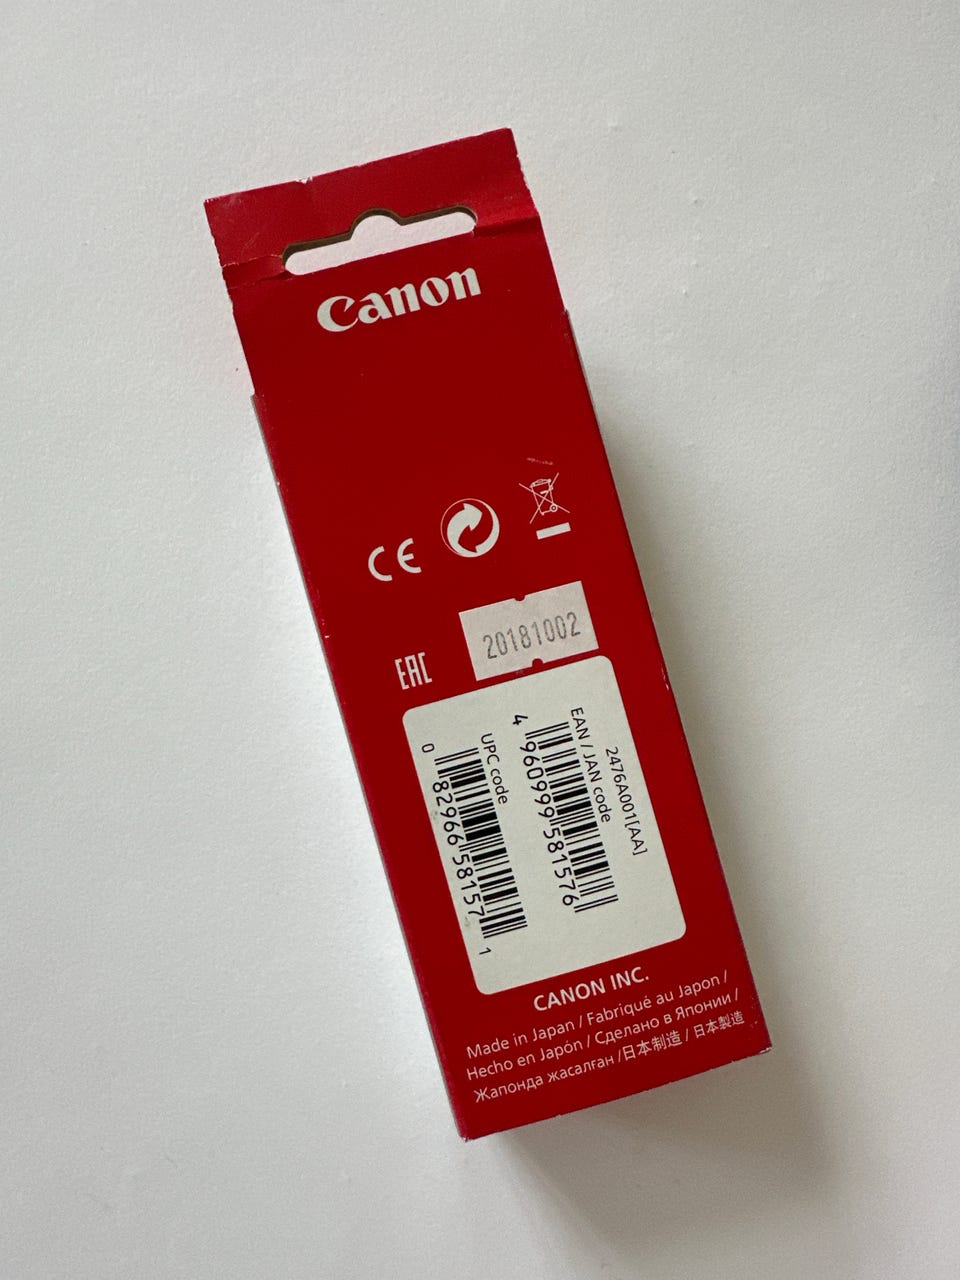 Canon
CE
20181002
EAC
2476A001[AA]
EAN / JAN code
4 960999 581576
UPC code
0 82966 58157 1
CANON INC.
Made in Japan / Fabriqué au Japon /
Hecho en Japón / Сделано в Японии /
Жапонда жасалған /日本制造 / 日本製造